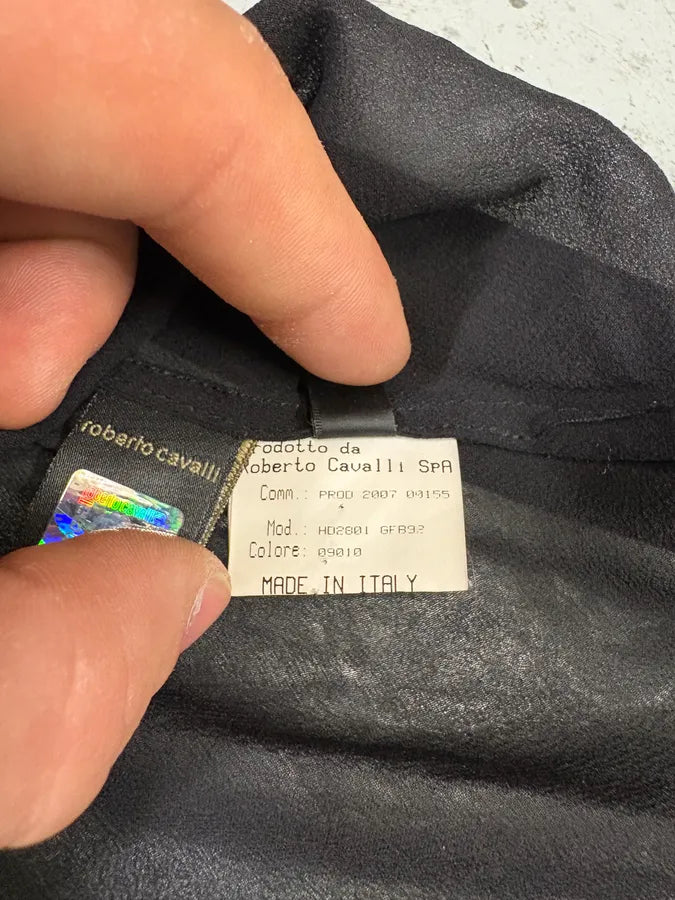 roberto cavalli
rodotto da
Roberto Cavalli SpA
Comm.: PROD 2007 00155
Mod.: HD2801 GFB92
Colore: 09010
MADE IN ITALY